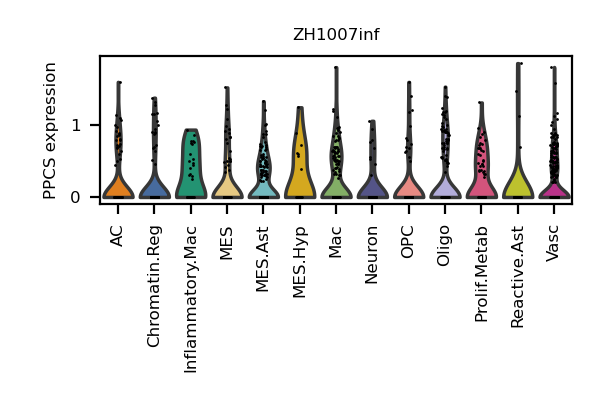 ZH1007inf
PPCS expression
1
0
AC
Chromatin.Reg
Inflammatory.Mac
MES
MES.Ast
MES.Hyp
Mac
Neuron
OPC
Oligo
Prolif.Metab
Reactive.Ast
Vasc